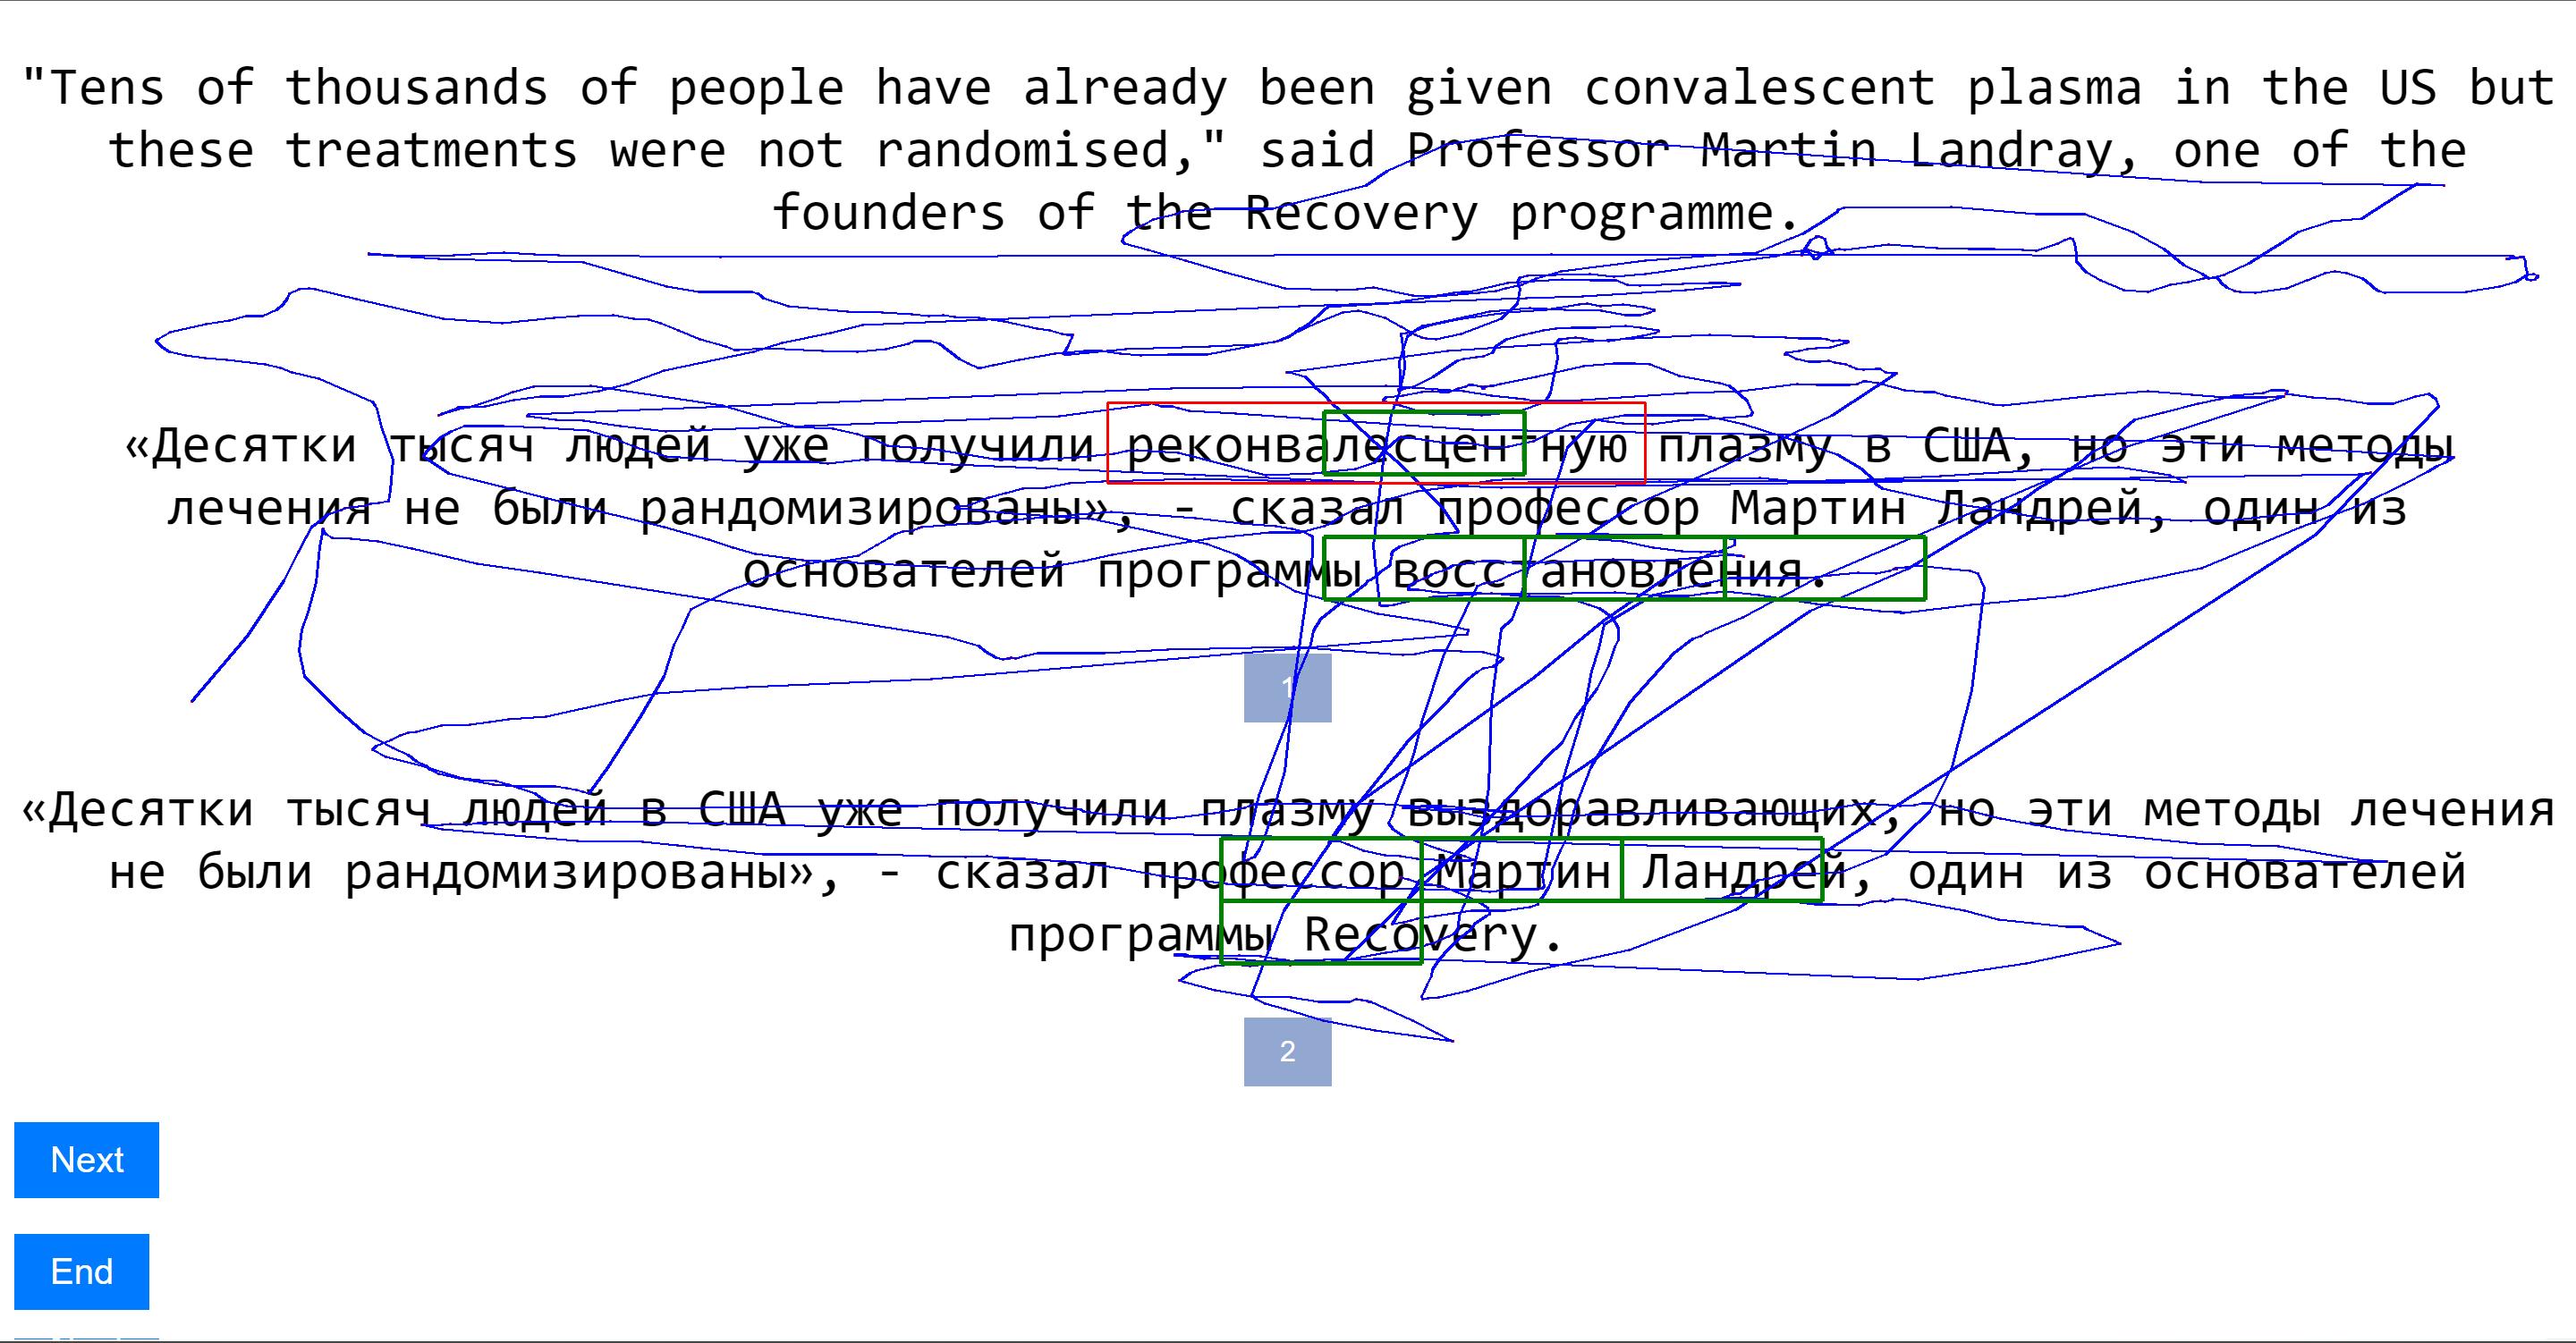 "Tens of thousands of people have already been given convalescent plasma in the US but
these treatments were not randomised," said Professor Martin Landray, one of the
founders of the Recovery programme.
«Десятки тысяч людей уже получили реконвалесцентную плазму в США, но эти методы
лечения не были рандомизированы», - сказал профессор Мартин Ландрей, один из
основателей программы восстановления.
1
«Десятки тысяч людей в США уже получили плазму выздоравливающих, но эти методы лечения
не были рандомизированы», - сказал профессор Мартин Ландрей, один из основателей
программы Recovery.
2
Next
End